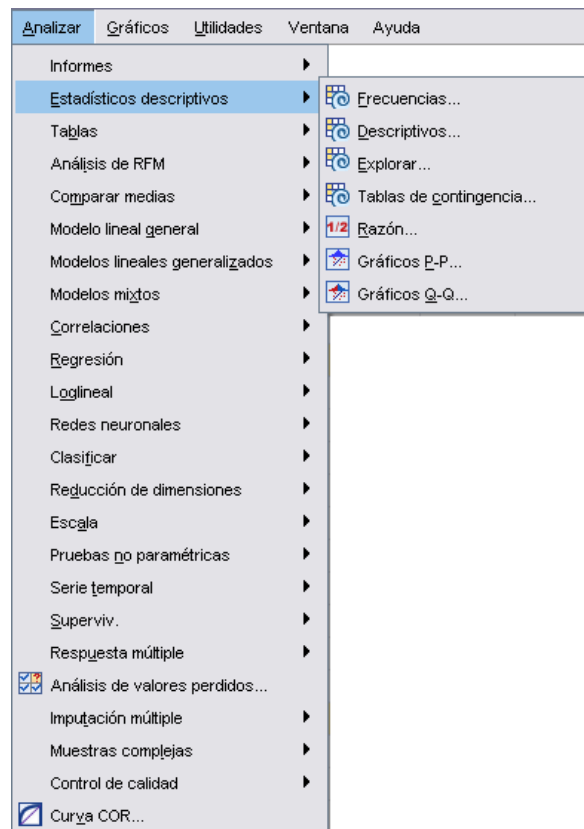 Analizar Gráficos Utilidades Ventana Ayuda
Informes
Estadísticos descriptivos
Tablas
Análisis de RFM
Comparar medias
Modelo lineal general
Modelos lineales generalizados
Modelos mixtos
Correlaciones
Regresión
Loglineal
Redes neuronales
Clasificar
Reducción de dimensiones
Escala
Pruebas no paramétricas
Serie temporal
Superviv.
Respuesta múltiple
Análisis de valores perdidos...
Imputación múltiple
Muestras complejas
Control de calidad
Curva COR...
Frecuencias...
Descriptivos...
Explorar...
Tablas de contingencia...
1/2 Razón...
Gráficos P-P...
Gráficos Q-Q...